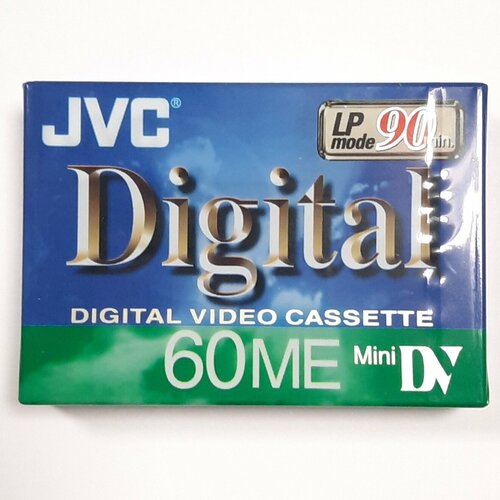 JVC®
LP mode 90 min.
Digital
DIGITAL VIDEO CASSETTE
60ME Mini DV